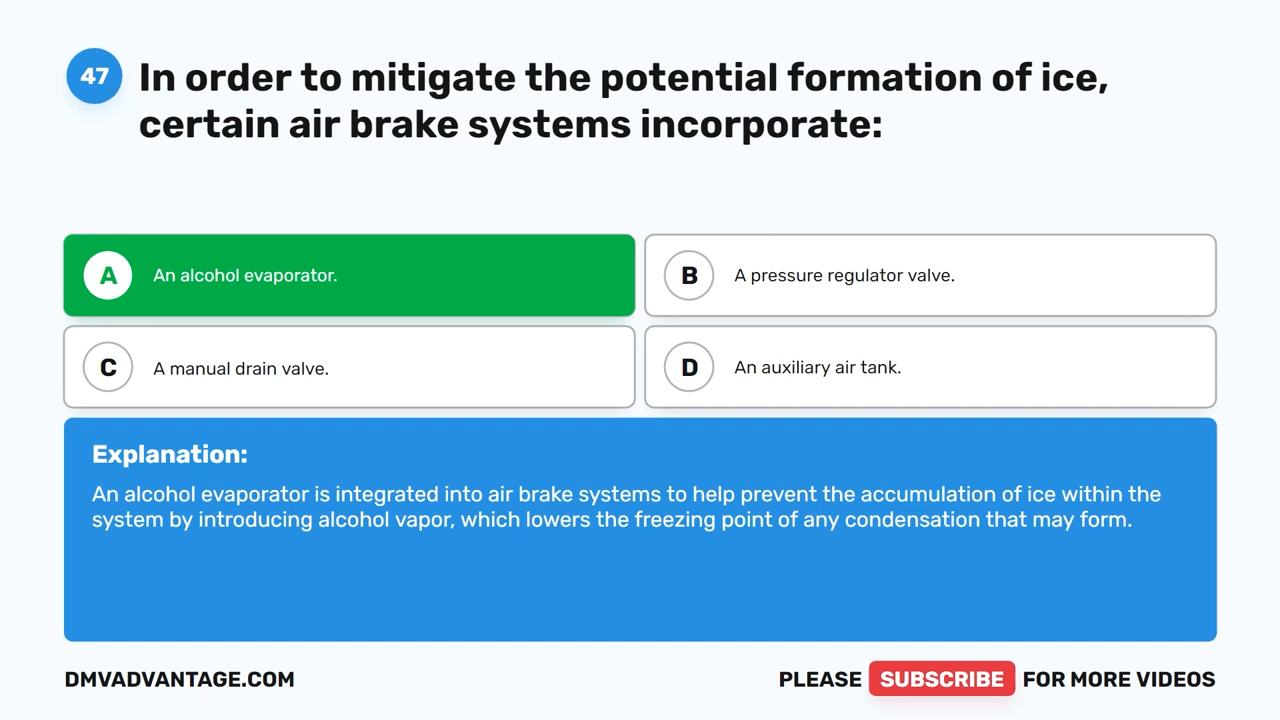 47
In order to mitigate the potential formation of ice,
certain air brake systems incorporate:
A An alcohol evaporator.
B A pressure regulator valve.
C A manual drain valve.
D An auxiliary air tank.
Explanation:
An alcohol evaporator is integrated into air brake systems to help prevent the accumulation of ice within the
system by introducing alcohol vapor, which lowers the freezing point of any condensation that may form.
DMVADVANTAGE.COM
PLEASE SUBSCRIBE FOR MORE VIDEOS